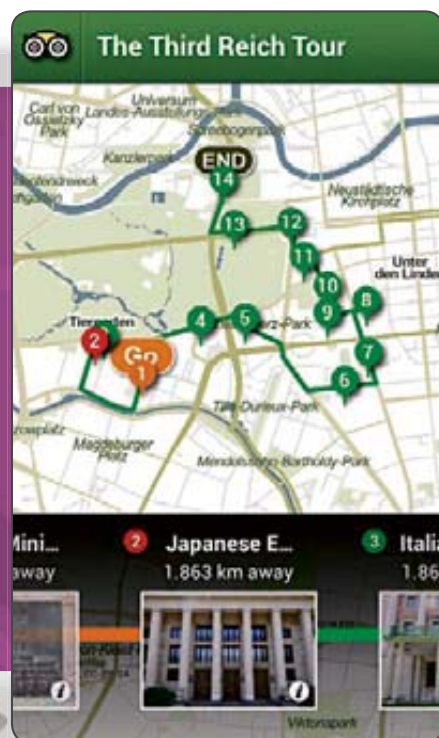 The Third Reich Tour
Universum
Carl von
Ossietzky
Park
Landes-Ausstellungspark
Spreebogenpark
Kanzlerpark
END
14
Neustädtische
Kirchplatz
13
12
11
Unter
den Linden
10
9
8
Tiergarten
2
4
5
Go
1
7
6
Tilla-Durieux-Park
Magdeburger
Platz
Mendelssohn-Bartholdy-Park
Mini...
away
2
Japanese E...
1.863 km away
3
Itali
1.86
Viktoriapark